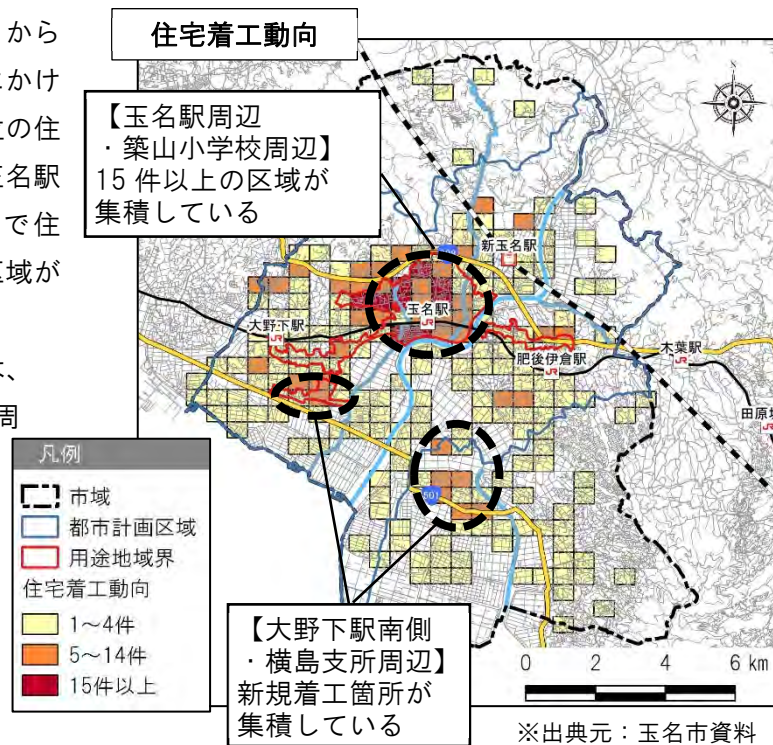 から
かけ
の住
玉名駅
で住
区域が
は、
周
住宅着工動向
【玉名駅周辺
・築山小学校周辺】
15件以上の区域が
集積している
新玉名駅
玉名駅
大野下駅
肥後伊倉駅
木葉駅
田原坂
501
凡例
市域
都市計画区域
用途地域界
住宅着工動向
1～4件
5～14件
15件以上
【大野下駅南側
・横島支所周辺】
新規着工箇所が
集積している
0 2 4 6 km
※出典元：玉名市資料